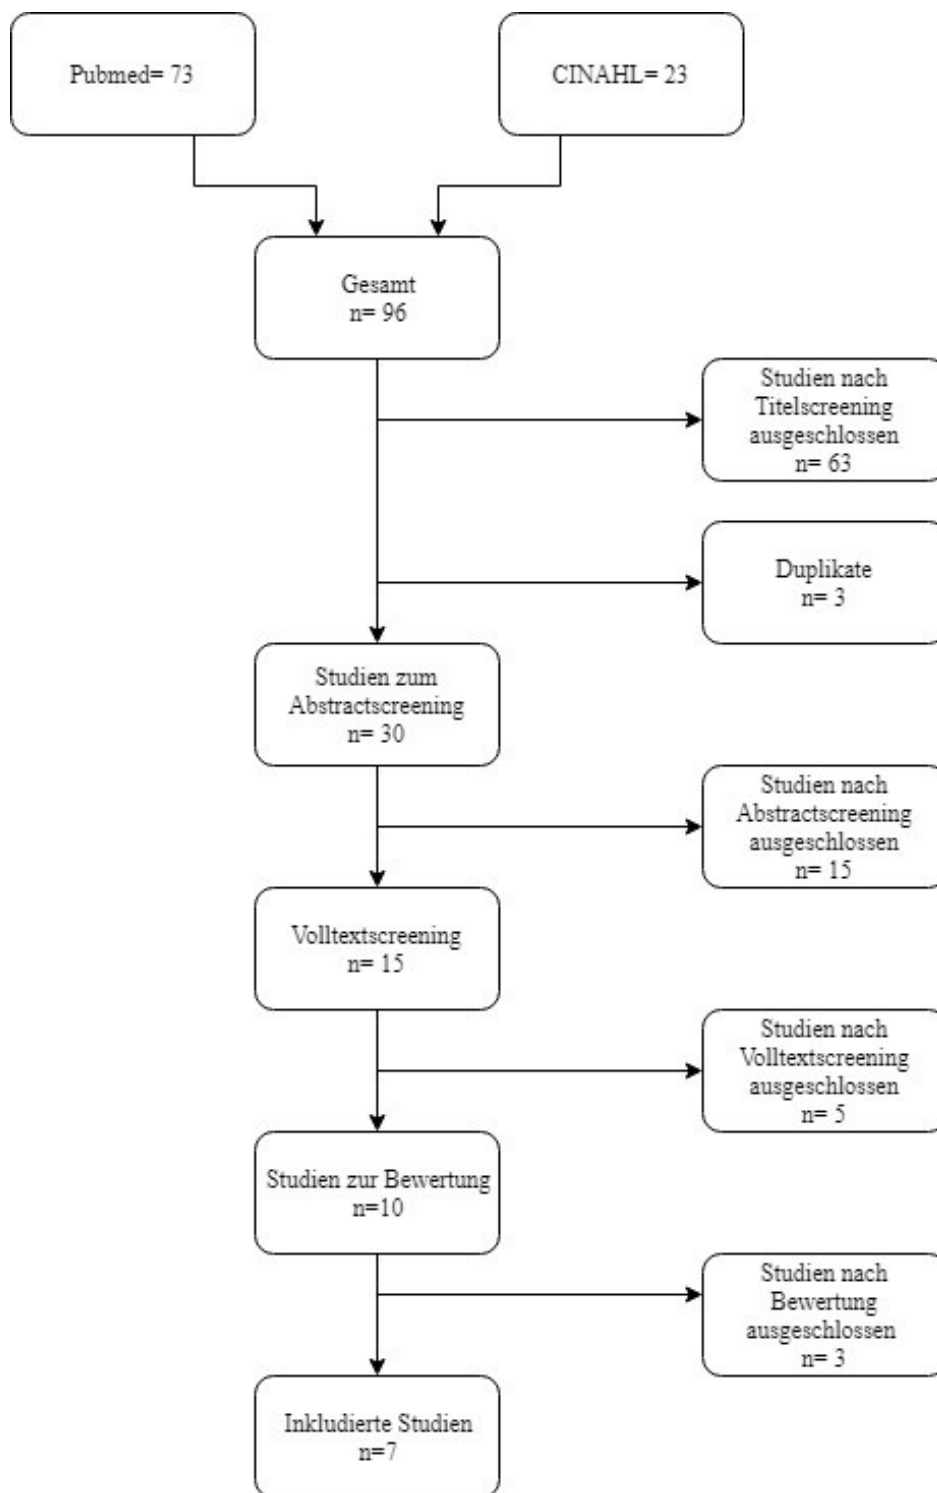 Pubmed= 73
CINAHL= 23
Gesamt
n= 96
Studien nach
Titelscreening
ausgeschlossen
n= 63
Duplikate
n= 3
Studien zum
Abstractscreening
n= 30
Studien nach
Abstractscreening
ausgeschlossen
n= 15
Volltextscreening
n= 15
Studien nach
Volltextscreening
ausgeschlossen
n= 5
Studien zur Bewertung
n=10
Studien nach
Bewertung
ausgeschlossen
n= 3
Inkludierte Studien
n=7